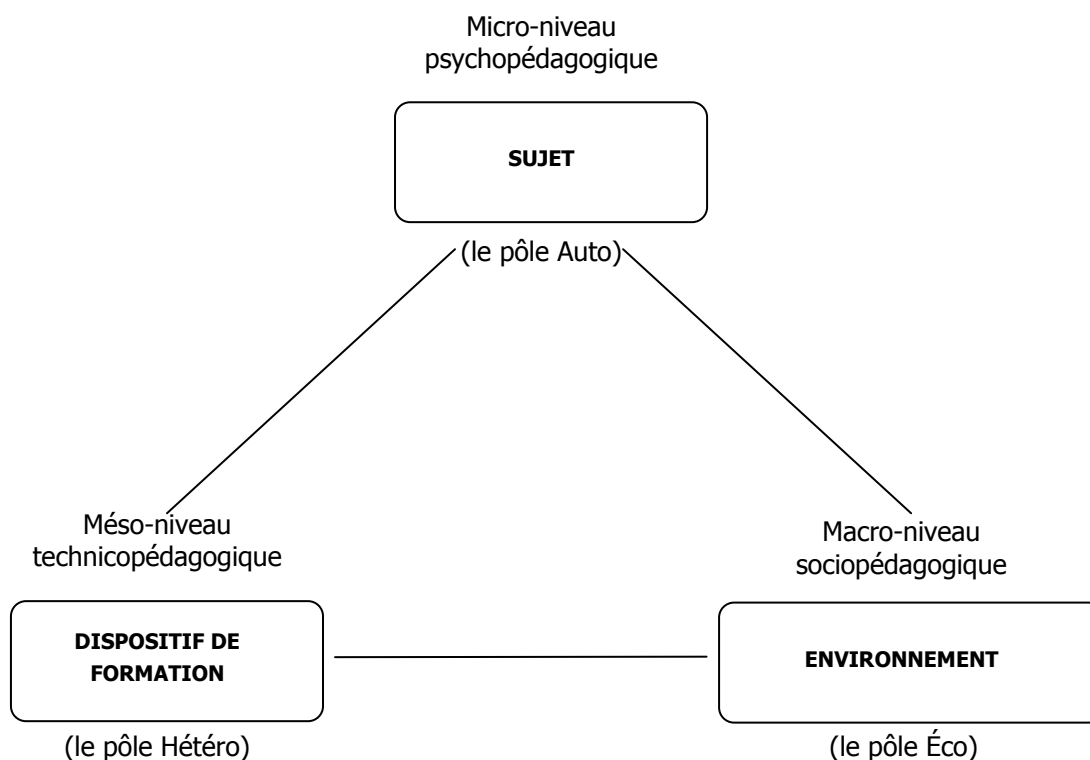 Micro-niveau
psychopédagogique
SUJET
(le pôle Auto)
Méso-niveau
technicopédagogique
DISPOSITIF DE
FORMATION
(le pôle Hétéro)
Macro-niveau
sociopédagogique
ENVIRONNEMENT
(le pôle Éco)